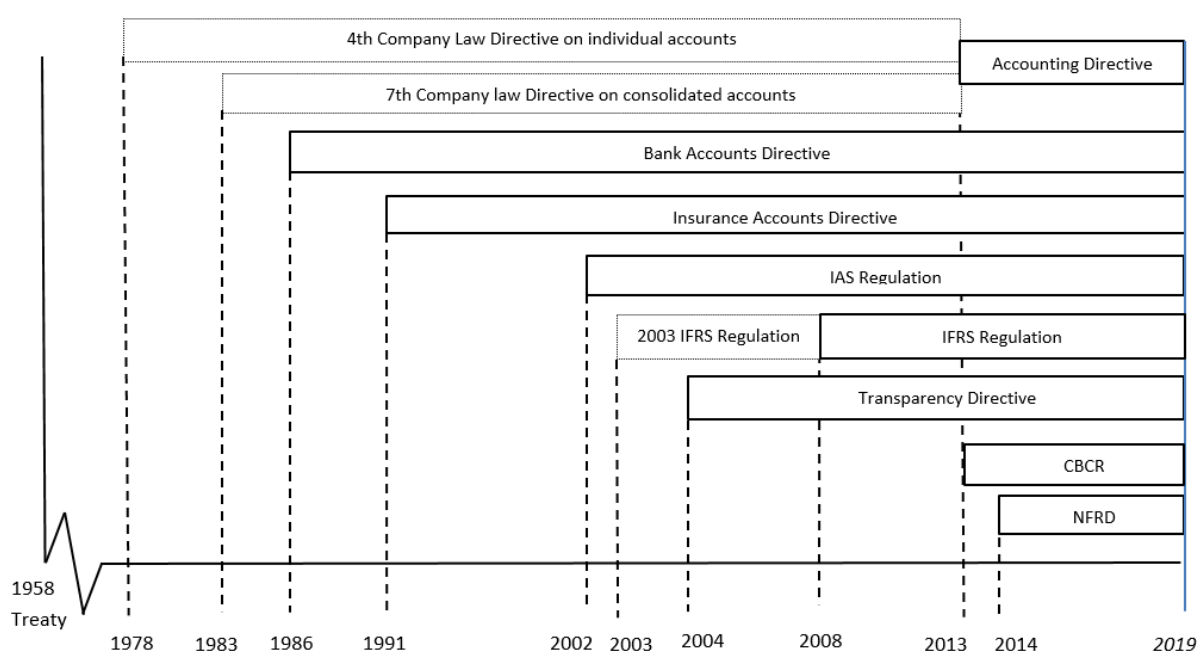 4th Company Law Directive on individual accounts
Accounting Directive
7th Company law Directive on consolidated accounts
Bank Accounts Directive
Insurance Accounts Directive
IAS Regulation
2003 IFRS Regulation
IFRS Regulation
Transparency Directive
CBCR
NFRD
1958
Treaty
1978
1983
1986
1991
2002
2003
2004
2008
2013
2014
2019